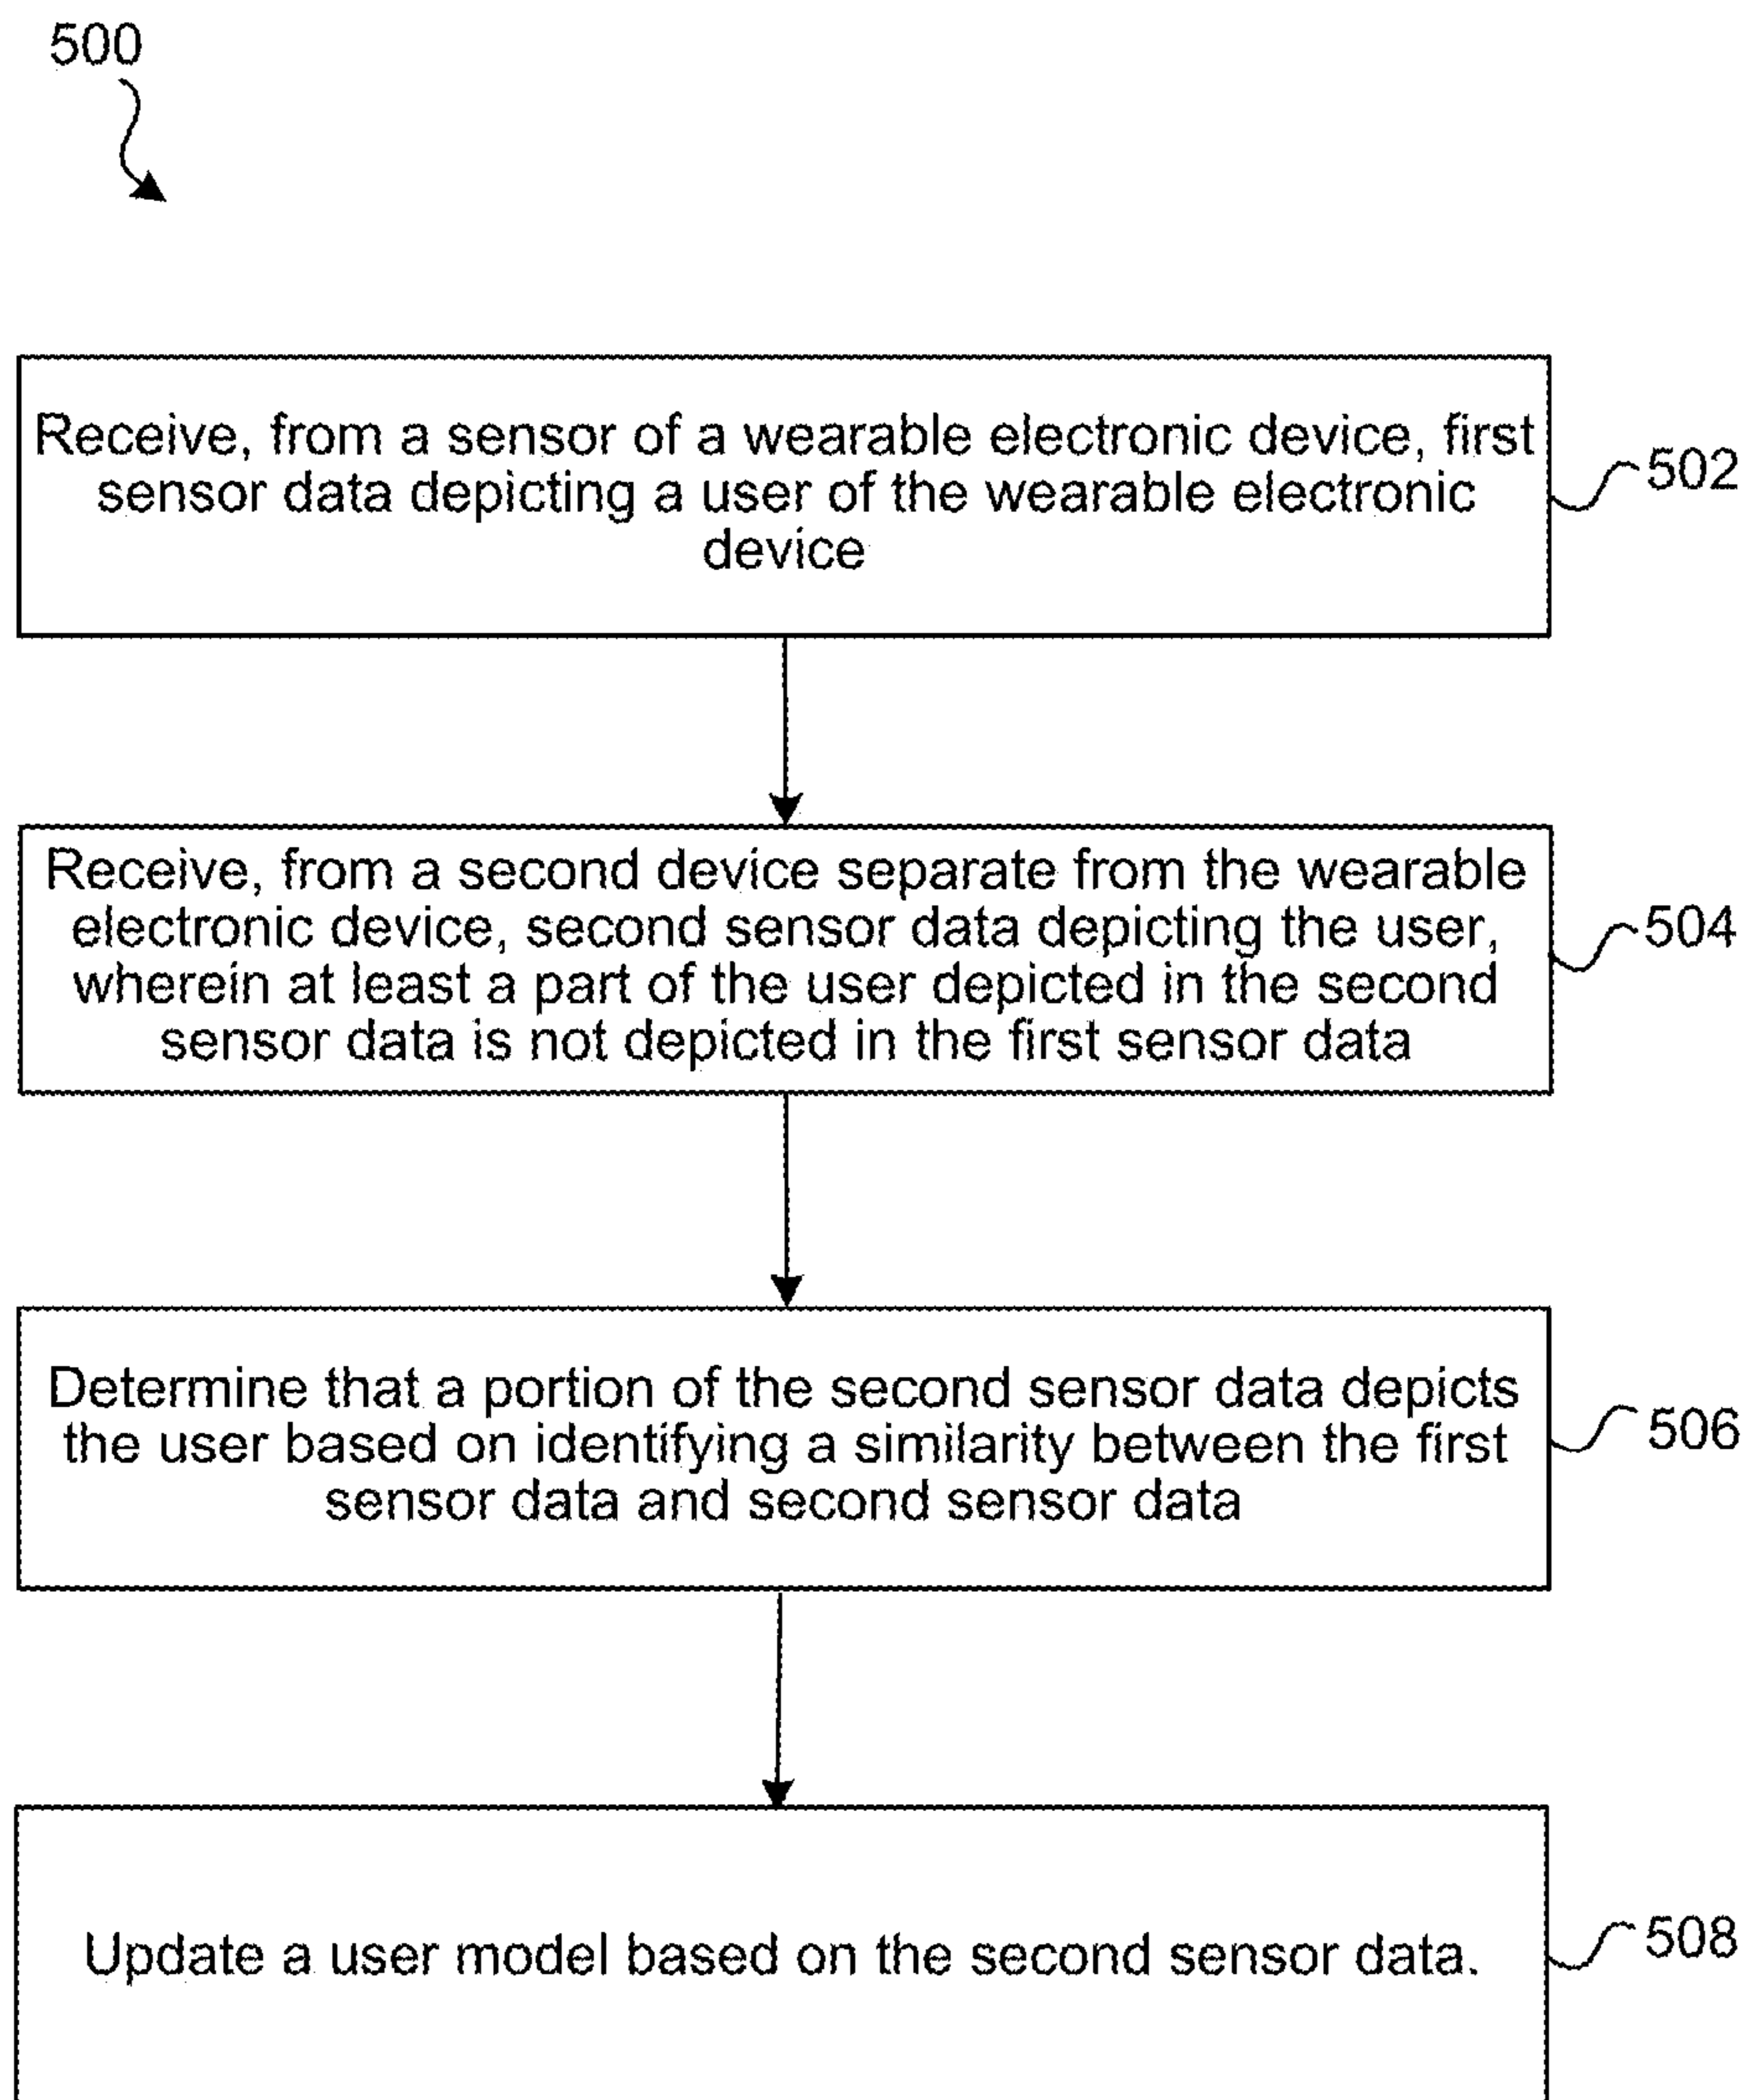 500
Receive, from a sensor of a wearable electronic device, first
sensor data depicting a user of the wearable electronic
device
502
Receive, from a second device separate from the wearable
electronic device, second sensor data depicting the user,
wherein at least a part of the user depicted in the second
sensor data is not depicted in the first sensor data
504
Determine that a portion of the second sensor data depicts
the user based on identifying a similarity between the first
sensor data and second sensor data
506
Update a user model based on the second sensor data.
508